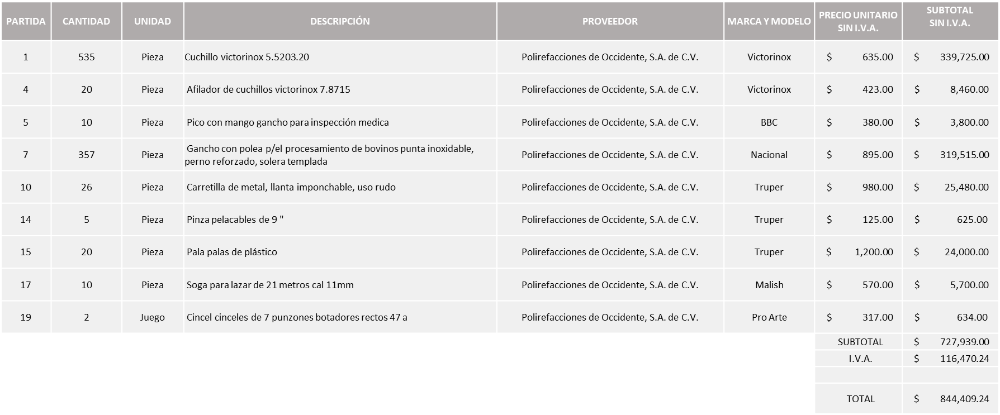 PARTIDA CANTIDAD UNIDAD DESCRIPCIÓN PROVEEDOR MARCA Y MODELO PRECIO UNITARIO SIN I.V.A. SUBTOTAL SIN I.V.A.
1 535 Pieza Cuchillo victorinox 5.5203.20 Polirefacciones de Occidente, S.A. de C.V. Victorinox $ 635.00 $ 339,725.00
4 20 Pieza Afilador de cuchillos victorinox 7.8715 Polirefacciones de Occidente, S.A. de C.V. Victorinox $ 423.00 $ 8,460.00
5 10 Pieza Pico con mango gancho para inspección medica Polirefacciones de Occidente, S.A. de C.V. BBC $ 380.00 $ 3,800.00
7 357 Pieza Gancho con polea p/el procesamiento de bovinos punta inoxidable, perno reforzado, solera templada Polirefacciones de Occidente, S.A. de C.V. Nacional $ 895.00 $ 319,515.00
10 26 Pieza Carretilla de metal, llanta imponchable, uso rudo Polirefacciones de Occidente, S.A. de C.V. Truper $ 980.00 $ 25,480.00
14 5 Pieza Pinza pelacables de 9 " Polirefacciones de Occidente, S.A. de C.V. Truper $ 125.00 $ 625.00
15 20 Pieza Pala palas de plástico Polirefacciones de Occidente, S.A. de C.V. Truper $ 1,200.00 $ 24,000.00
17 10 Pieza Soga para lazar de 21 metros cal 11mm Polirefacciones de Occidente, S.A. de C.V. Malish $ 570.00 $ 5,700.00
19 2 Juego Cincel cinceles de 7 punzones botadores rectos 47 a Polirefacciones de Occidente, S.A. de C.V. Pro Arte $ 317.00 $ 634.00
SUBTOTAL $ 727,939.00
I.V.A. $ 116,470.24
TOTAL $ 844,409.24